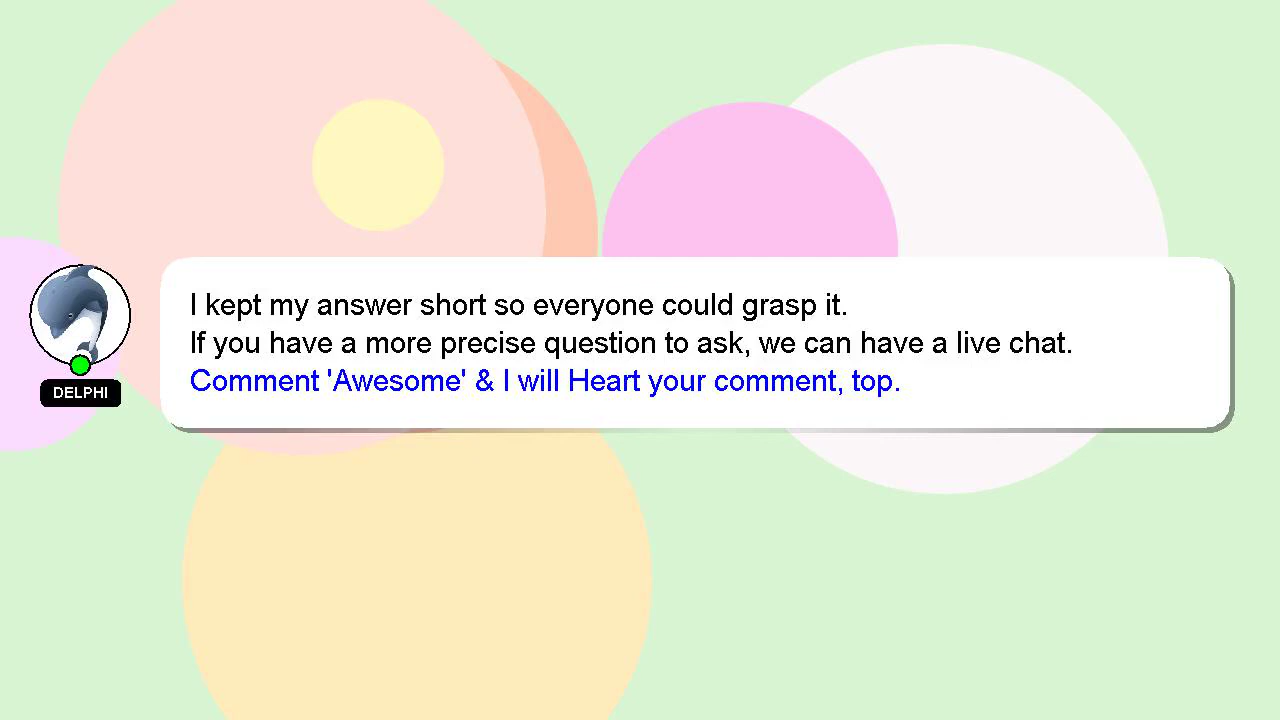 I kept my answer short so everyone could grasp it.
If you have a more precise question to ask, we can have a live chat.
Comment 'Awesome' & I will Heart your comment, top.
DELPHI